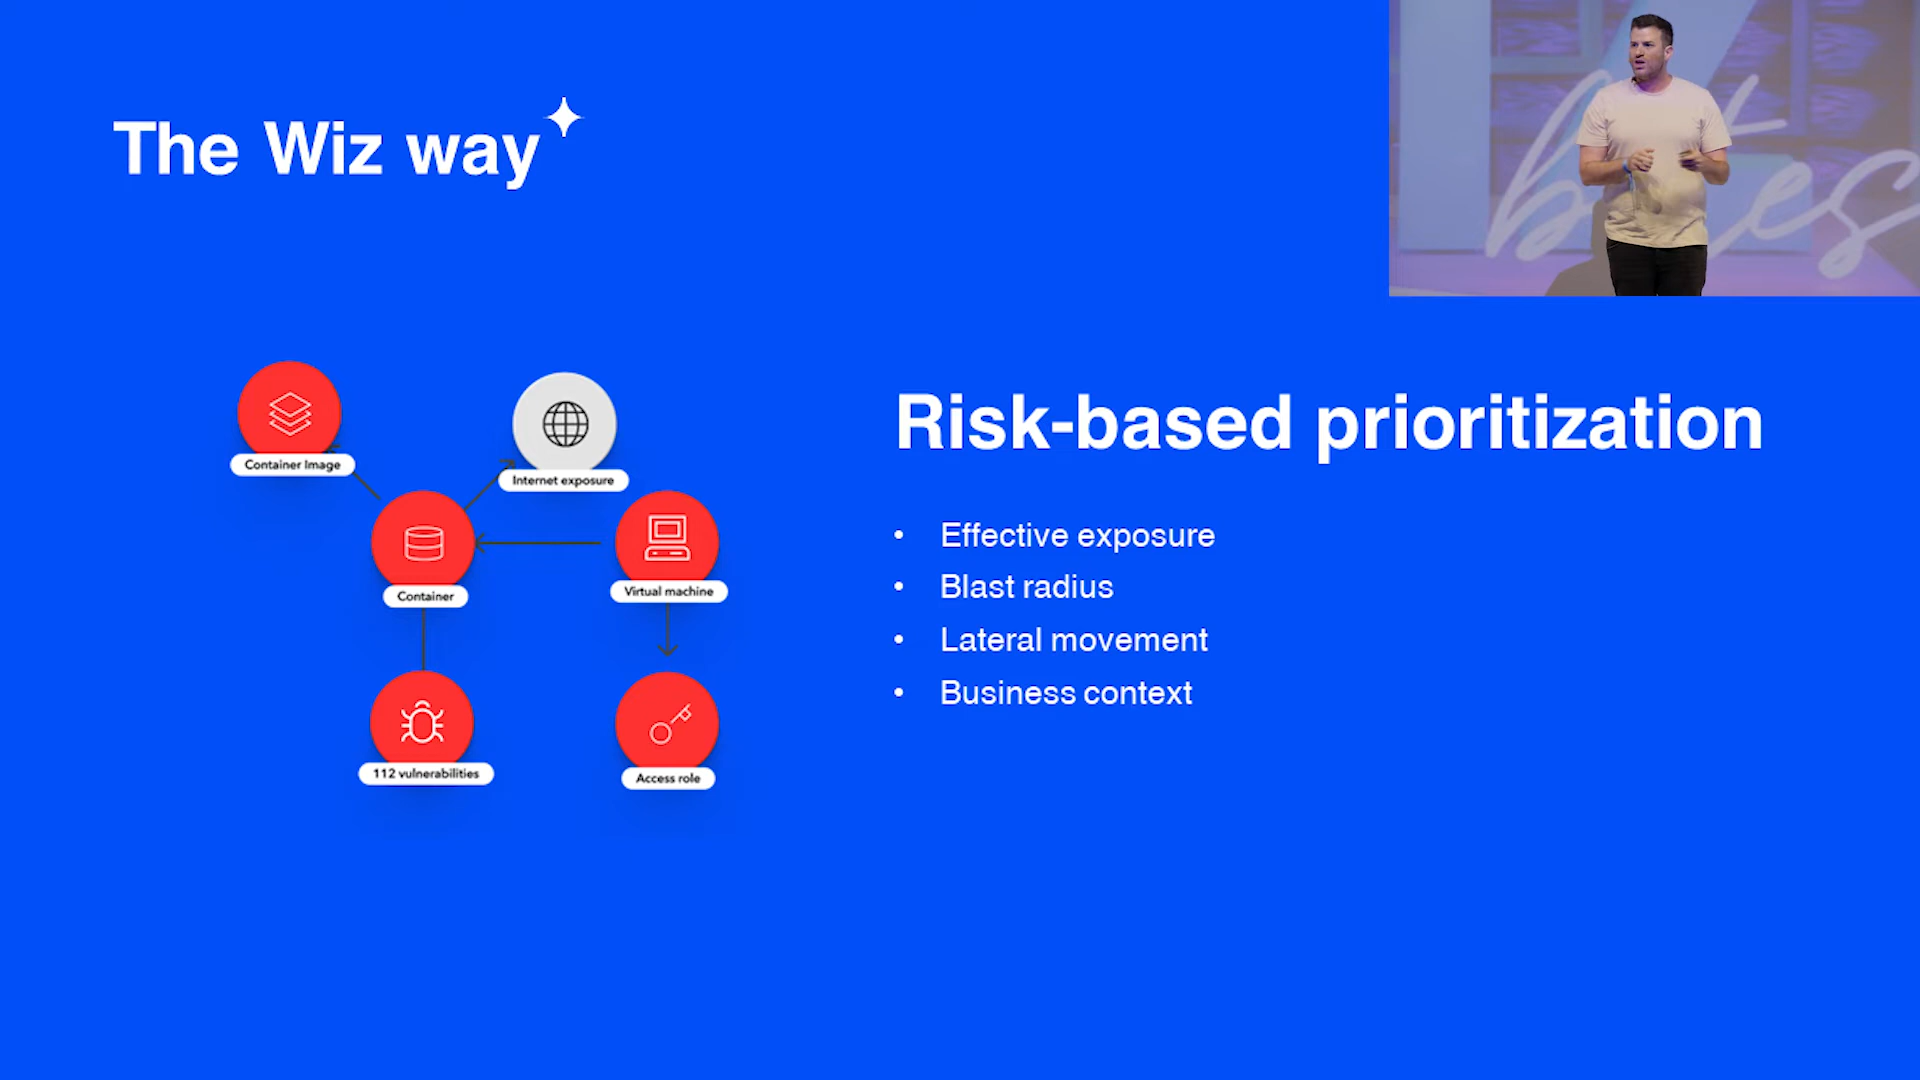 The Wiz way
Container Image
Internet exposure
Container
Virtual machine
112 vulnerabilities
Access role
Risk-based prioritization
• Effective exposure
• Blast radius
• Lateral movement
• Business context